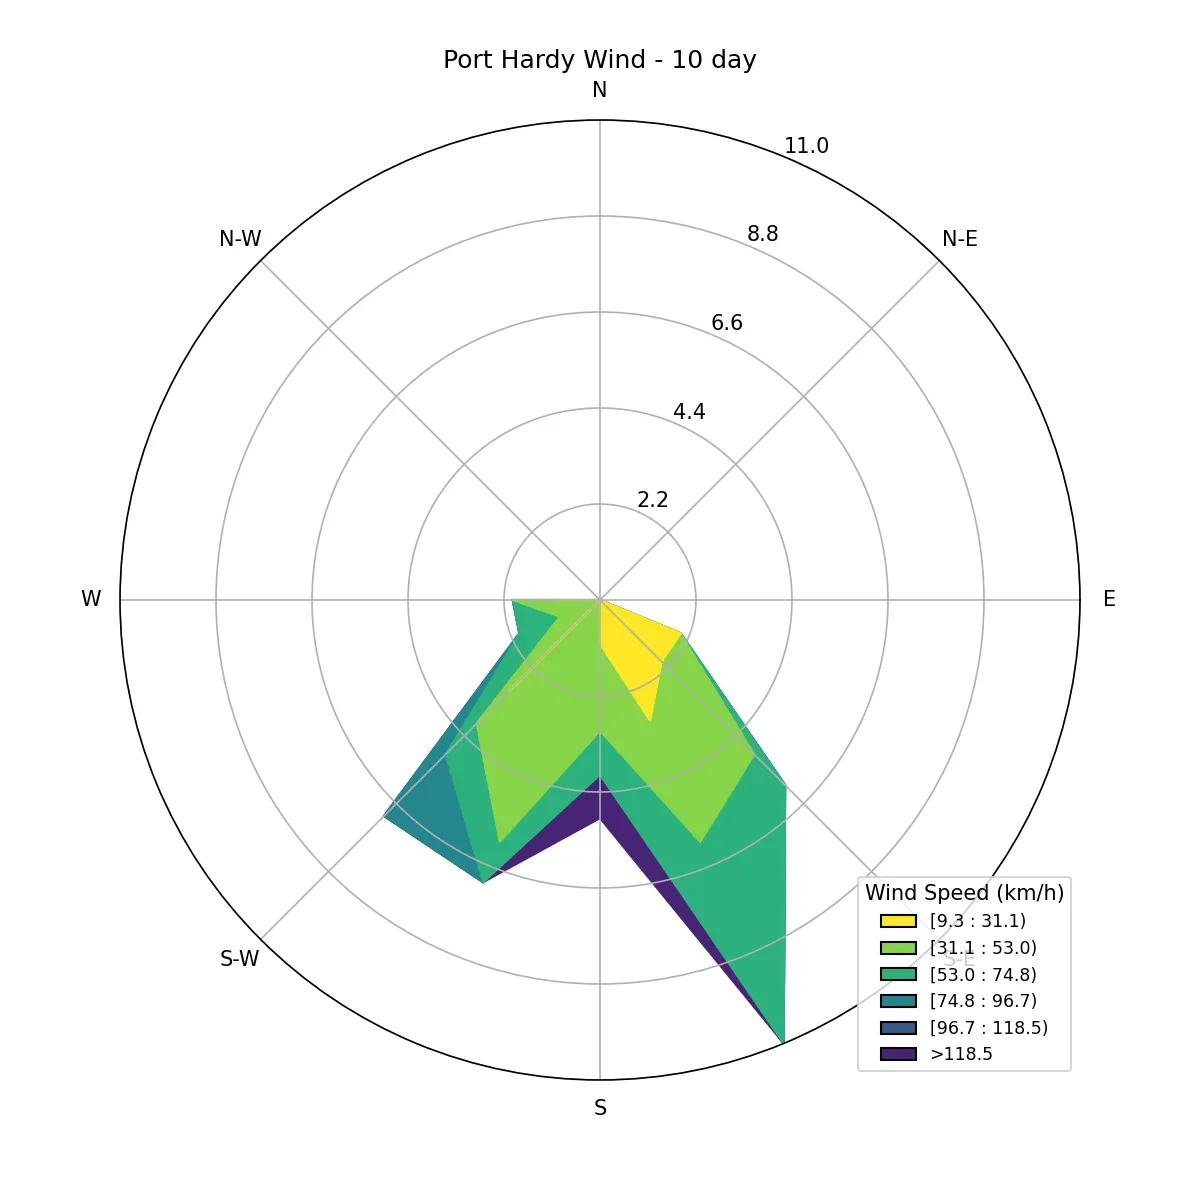 Port Hardy Wind - 10 day
N
11.0
N-W
N-E
8.8
6.6
4.4
2.2
W
E
S-W
S-E
S
Wind Speed (km/h)
[9.3 : 31.1)
[31.1 : 53.0)
[53.0 : 74.8)
[74.8 : 96.7)
[96.7 : 118.5)
>118.5